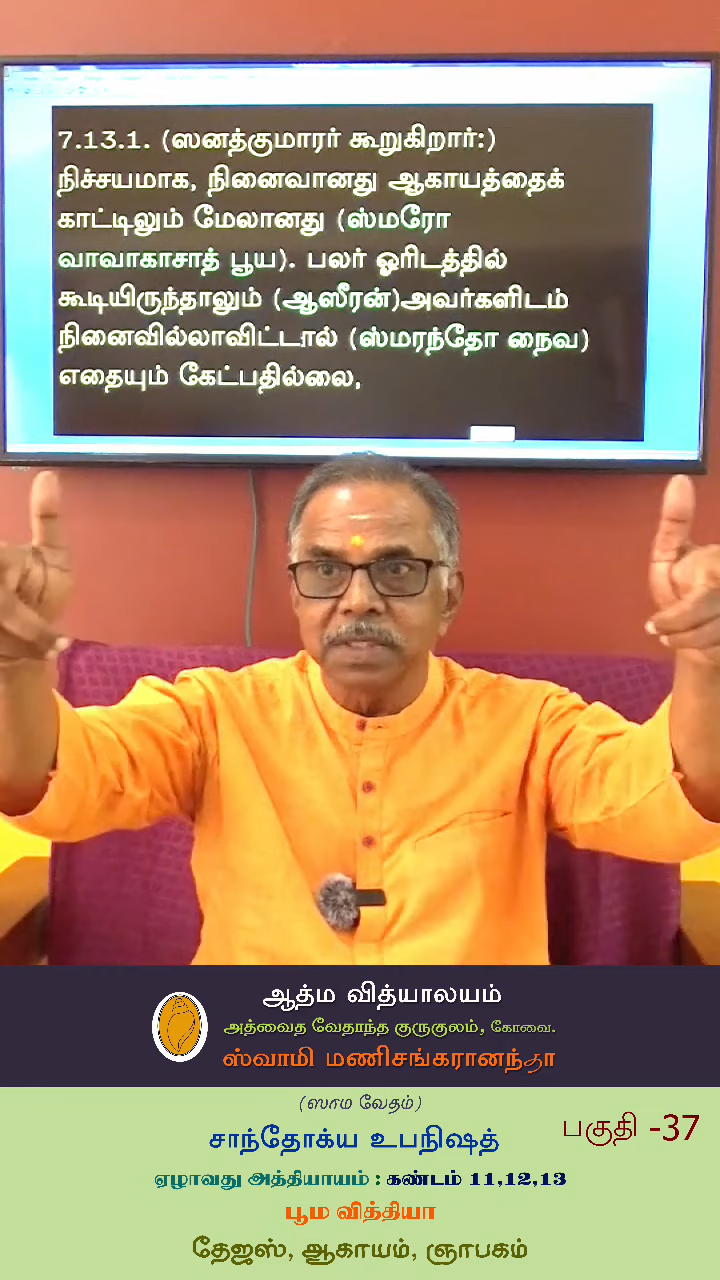 7.13.1. (ஸனத்குமாரர் கூறுகிறார்:)
நிச்சயமாக, நினைவானது ஆகாயத்தைக்
காட்டிலும் மேலானது (ஸ்மரோ
வாவாகாசாத் பூய). பலர் ஓரிடத்தில்
கூடியிருந்தாலும் (ஆஸீரன்)அவர்களிடம்
நினைவில்லாவிட்டால் (ஸ்மரந்தோ நைவ)
எதையும் கேட்பதில்லை,
ஆத்ம வித்யாலயம்
அத்வைத வேதாந்த குருகுலம், கோவை.
ஸ்வாமி மணிசங்கரானந்தா
(ஸாம வேதம்)
சாந்தோக்ய உபநிஷத்
பகுதி -37
ஏழாவது அத்தியாயம் : கண்டம் 11,12,13
பூம வித்தியா
தேஜஸ், ஆகாயம், ஞாபகம்